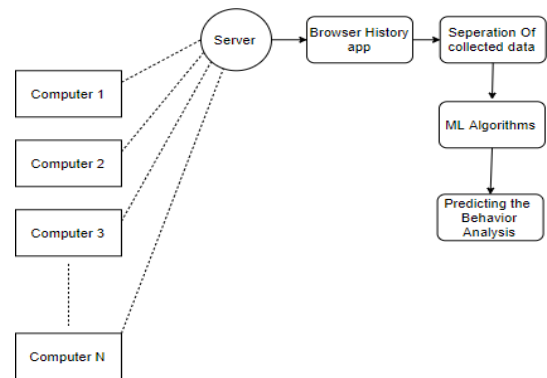 Server
Browser History
app
Seperation Of
collected data
Computer 1
ML Algorithms
Computer 2
Predicting the
Behavior
Analysis
Computer 3
Computer N